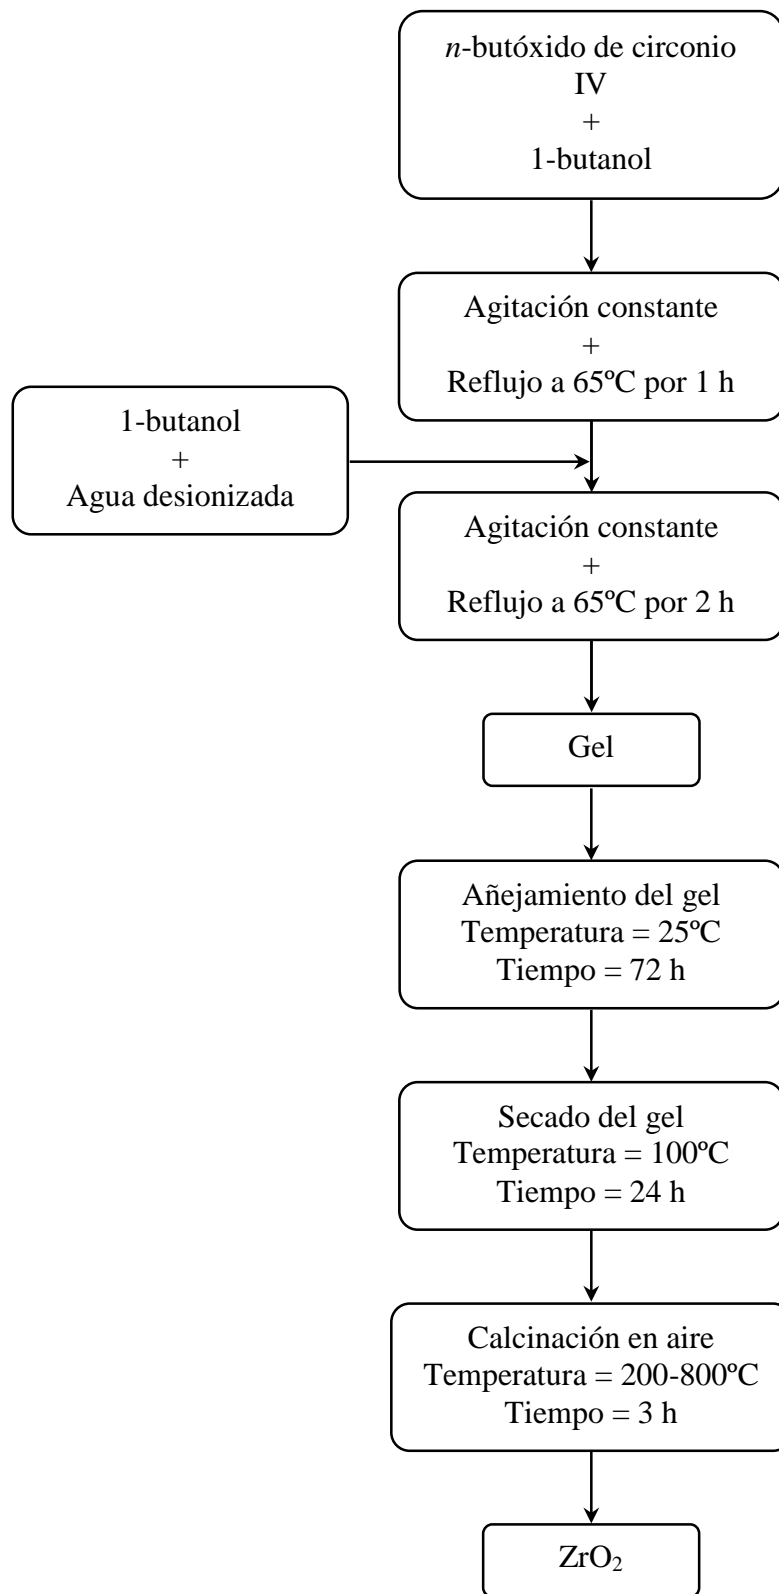 n-butóxido de circonio
IV
+
1-butanol
Agitación constante
+
Reflujo a 65ºC por 1 h
1-butanol
+
Agua desionizada
Agitación constante
+
Reflujo a 65ºC por 2 h
Gel
Añejamiento del gel
Temperatura = 25ºC
Tiempo = 72 h
Secado del gel
Temperatura = 100ºC
Tiempo = 24 h
Calcinación en aire
Temperatura = 200-800ºC
Tiempo = 3 h
ZrO₂